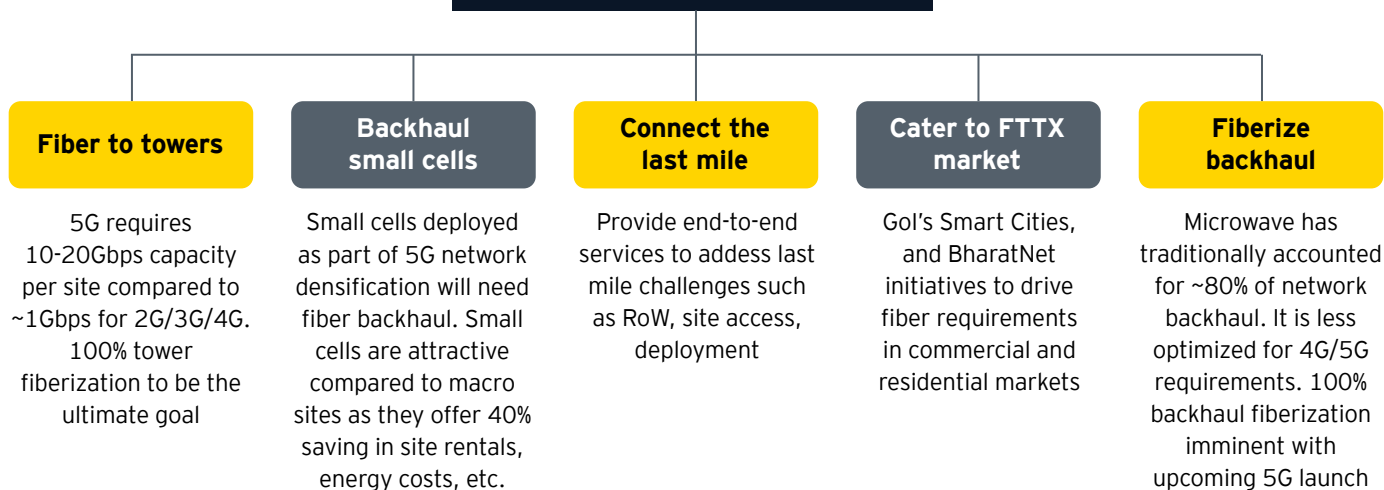 Fiber to towers
5G requires
10-20Gbps capacity
per site compared to
~1Gbps for 2G/3G/4G.
100% tower
fiberization to be the
ultimate goal
Backhaul
small cells
Small cells deployed
as part of 5G network
densification will need
fiber backhaul. Small
cells are attractive
compared to macro
sites as they offer 40%
saving in site rentals,
energy costs, etc.
Connect the
last mile
Provide end-to-end
services to addess last
mile challenges such
as RoW, site access,
deployment
Cater to FTTX
market
GoI's Smart Cities,
and BharatNet
initiatives to drive
fiber requirements
in commercial and
residential markets
Fiberize
backhaul
Microwave has
traditionally accounted
for ~80% of network
backhaul. It is less
optimized for 4G/5G
requirements. 100%
backhaul fiberization
imminent with
upcoming 5G launch